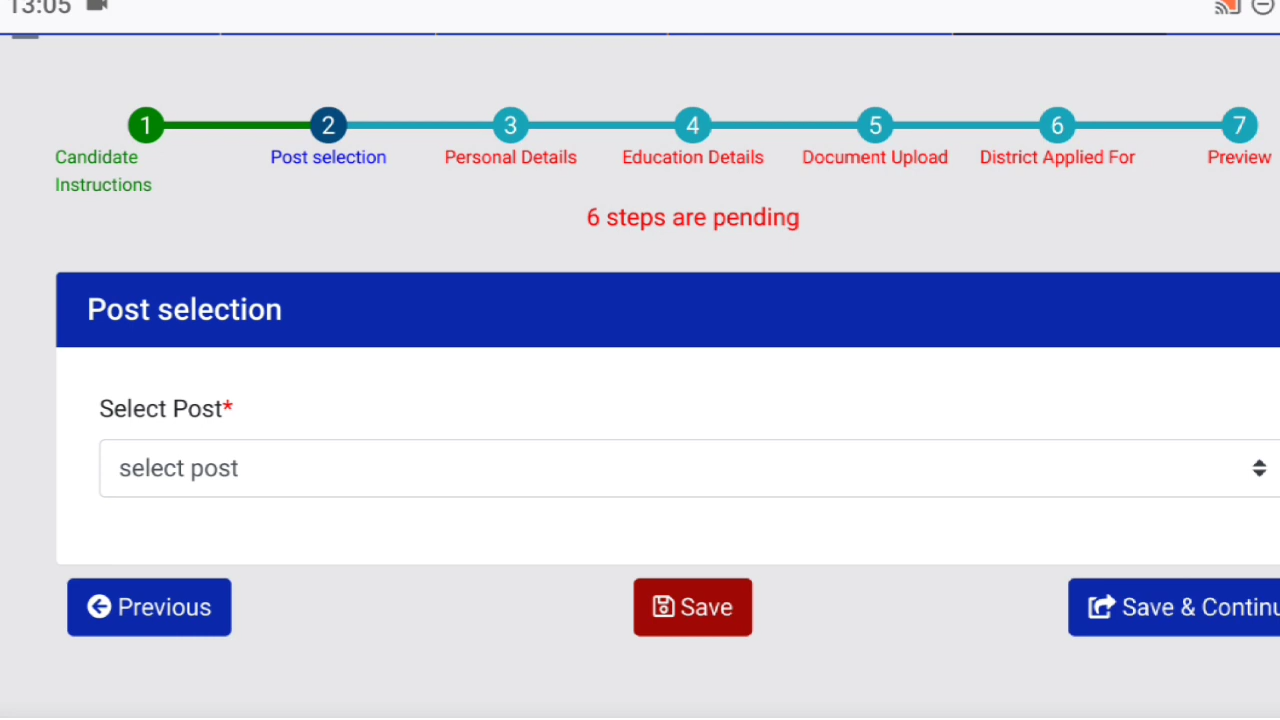 13:05
1 2 3 4 5 6 7
Candidate Instructions Post selection Personal Details Education Details Document Upload District Applied For Preview
6 steps are pending
Post selection
Select Post*
select post
Previous Save Save & Continu